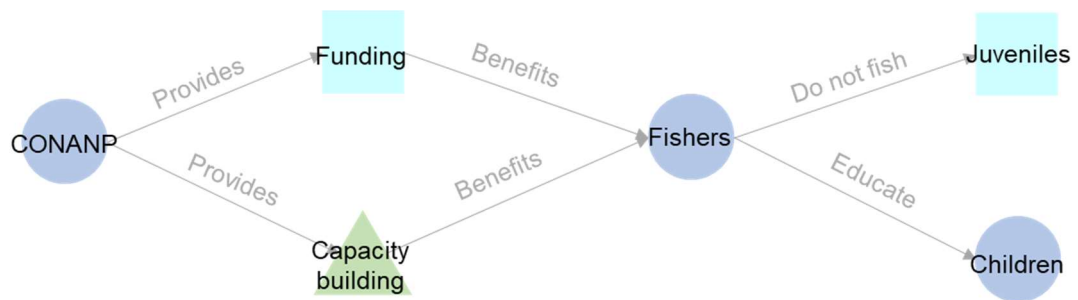 CONANP
Provides
Provides
Funding
Capacity
building
Benefits
Benefits
Fishers
Do not fish
Educate
Juveniles
Children